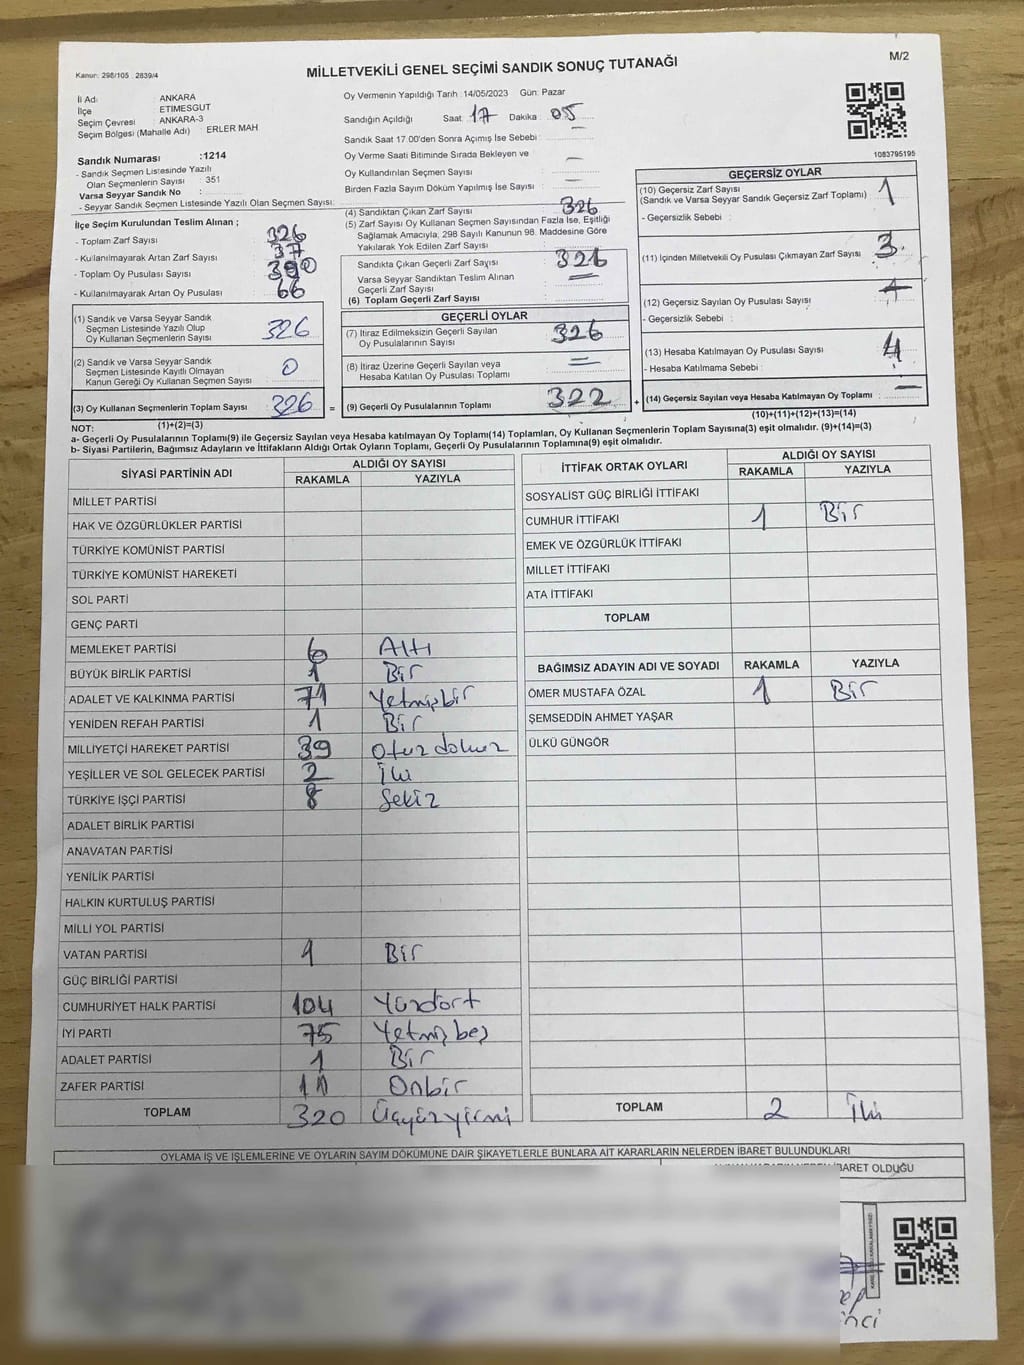 Kanun: 298/105 2839/4
MİLLETVEKİLİ GENEL SEÇİMİ SANDIK SONUÇ TUTANAĞI
M/2
İl Adı : ANKARA
İlçe : ETIMESGUT
Seçim Çevresi : ANKARA-3
Seçim Bölgesi (Mahalle Adı) : ERLER MAH
Sandık Numarası :1214
- Sandık Seçmen Listesinde Yazılı
Olan Seçmenlerin Sayısı : 351
Varsa Seyyar Sandık No :
- Seyyar Sandık Seçmen Listesinde Yazılı Olan Seçmen Sayısı:
Oy Vermenin Yapıldığı Tarih :14/05/2023 Gün: Pazar
Sandığın Açıldığı Saat 17 Dakika 05
Sandık Saat 17.00'den Sonra Açımış İse Sebebi :
Oy Verme Saati Bitiminde Sırada Bekleyen ve
Oy Kullandırılan Seçmen Sayısı :
Birden Fazla Sayım Döküm Yapılmış İse Sayısı :
1083795195
İlçe Seçim Kurulundan Teslim Alınan ;
- Toplam Zarf Sayısı : 326
- Kullanılmayarak Artan Zarf Sayısı : 37
- Toplam Oy Pusulası Sayısı : 390
- Kullanılmayarak Artan Oy Pusulası : 66
(1) Sandık ve Varsa Seyyar Sandık
Seçmen Listesinde Yazılı Olup
Oy Kullanan Seçmenlerin Sayısı : 326
(2) Sandık ve Varsa Seyyar Sandık
Seçmen Listesinde Kayıtlı Olmayan
Kanun Gereği Oy Kullanan Seçmen Sayısı : 0
(3) Oy Kullanan Seçmenlerin Toplam Sayısı : 326 =
(1)+(2)=(3)
(4) Sandıktan Çıkan Zarf Sayısı : 326
(5) Zarf Sayısı Oy Kullanan Seçmen Sayısından Fazla İse, Eşitliği
Sağlamak Amacıyla, 298 Sayılı Kanunun 98. Maddesine Göre
Yakılarak Yok Edilen Zarf Sayısı :
Sandıkta Çıkan Geçerli Zarf Sayısı : 326
Varsa Seyyar Sandıktan Teslim Alınan
Geçerli Zarf Sayısı :
(6) Toplam Geçerli Zarf Sayısı :
GEÇERLİ OYLAR
(7) İtiraz Edilmeksizin Geçerli Sayılan
Oy Pusulalarının Sayısı : 326
(8) İtiraz Üzerine Geçerli Sayılan veya
Hesaba Katılan Oy Pusulası Toplamı :
(9) Geçerli Oy Pusulalarının Toplamı : 322 +
GEÇERSİZ OYLAR
(10) Geçersiz Zarf Sayısı : 1
(Sandık ve Varsa Seyyar Sandık Geçersiz Zarf Toplamı)
- Geçersizlik Sebebi :
(11) İçinden Milletvekili Oy Pusulası Çıkmayan Zarf Sayısı : 3
(12) Geçersiz Sayılan Oy Pusulası Sayısı :
- Geçersizlik Sebebi :
(13) Hesaba Katılmayan Oy Pusulası Sayısı : 4
- Hesaba Katılmama Sebebi :
(14) Geçersiz Sayılan veya Hesaba Katılmayan Oy Toplamı :
(10)+(11)+(12)+(13)=(14)
NOT:
a- Geçerli Oy Pusulalarının Toplamı(9) ile Geçersiz Sayılan veya Hesaba katılmayan Oy Toplamı(14) Toplamları, Oy Kullanan Seçmenlerin Toplam Sayısına(3) eşit olmalıdır. (9)+(14)=(3)
b- Siyasi Partilerin, Bağımsız Adayların ve İttifakların Aldığı Ortak Oyların Toplamı, Geçerli Oy Pusulalarının Toplamına(9) eşit olmalıdır.
SİYASİ PARTİNİN ADI ALDIĞI OY SAYISI
RAKAMLA YAZIYLA
MİLLET PARTİSİ
HAK VE ÖZGÜRLÜKLER PARTİSİ
TÜRKİYE KOMÜNİST PARTİSİ
TÜRKİYE KOMÜNİST HAREKETİ
SOL PARTİ
GENÇ PARTİ
MEMLEKET PARTİSİ 6 Altı
BÜYÜK BİRLİK PARTİSİ 1 Bir
ADALET VE KALKINMA PARTİSİ 71 Yetmişbir
YENİDEN REFAH PARTİSİ 1 Bir
MİLLİYETÇİ HAREKET PARTİSİ 39 Otuz dokuz
YEŞİLLER VE SOL GELECEK PARTİSİ 2 İki
TÜRKİYE İŞÇİ PARTİSİ 8 Sekiz
ADALET BİRLİK PARTİSİ
ANAVATAN PARTİSİ
YENİLİK PARTİSİ
HALKIN KURTULUŞ PARTİSİ
MİLLİ YOL PARTİSİ
VATAN PARTİSİ 1 Bir
GÜÇ BİRLİĞİ PARTİSİ
CUMHURİYET HALK PARTİSİ 104 Yüzdört
İYİ PARTİ 75 Yetmiş beş
ADALET PARTİSİ 1 Bir
ZAFER PARTİSİ 11 Onbir
TOPLAM 320 Üçyüzyirmi
İTTİFAK ORTAK OYLARI ALDIĞI OY SAYISI
RAKAMLA YAZIYLA
SOSYALİST GÜÇ BİRLİĞİ İTTİFAKI
CUMHUR İTTİFAKI 1 Bir
EMEK VE ÖZGÜRLÜK İTTİFAKI
MİLLET İTTİFAKI
ATA İTTİFAKI
TOPLAM
BAĞIMSIZ ADAYIN ADI VE SOYADI RAKAMLA YAZIYLA
ÖMER MUSTAFA ÖZAL 1 Bir
ŞEMSEDDİN AHMET YAŞAR
ÜLKÜ GÜNGÖR
TOPLAM 2 İki
OYLAMA İŞ VE İŞLEMLERİNE VE OYLARIN SAYIM DÖKÜMÜNE DAİR ŞİKAYETLERLE BUNLARA AİT KARARLARIN NELERDEN İBARET BULUNDUKLARI
İBARET OLDUĞU